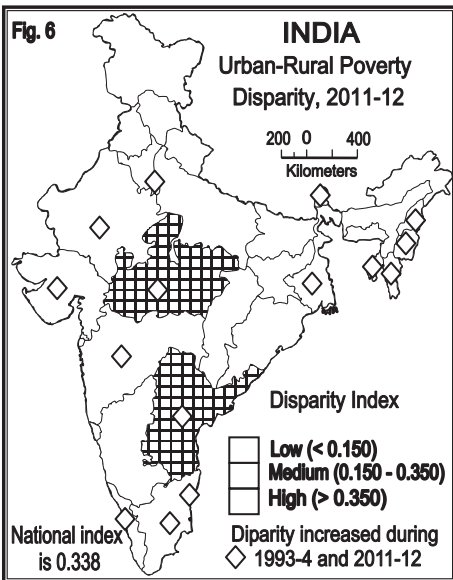 Fig. 6
INDIA
Urban-Rural Poverty
Disparity, 2011-12
200 0 400
Kilometers
Disparity Index
Low (< 0.150)
Medium (0.150 - 0.350)
High (> 0.350)
National index
is 0.338
Diparity increased during
1993-4 and 2011-12